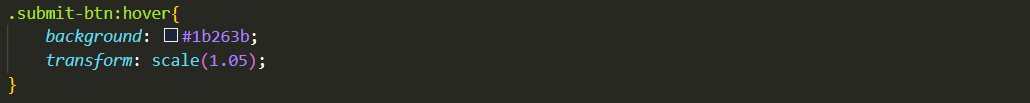 .submit-btn:hover{
    background: #1b263b;
    transform: scale(1.05);
}